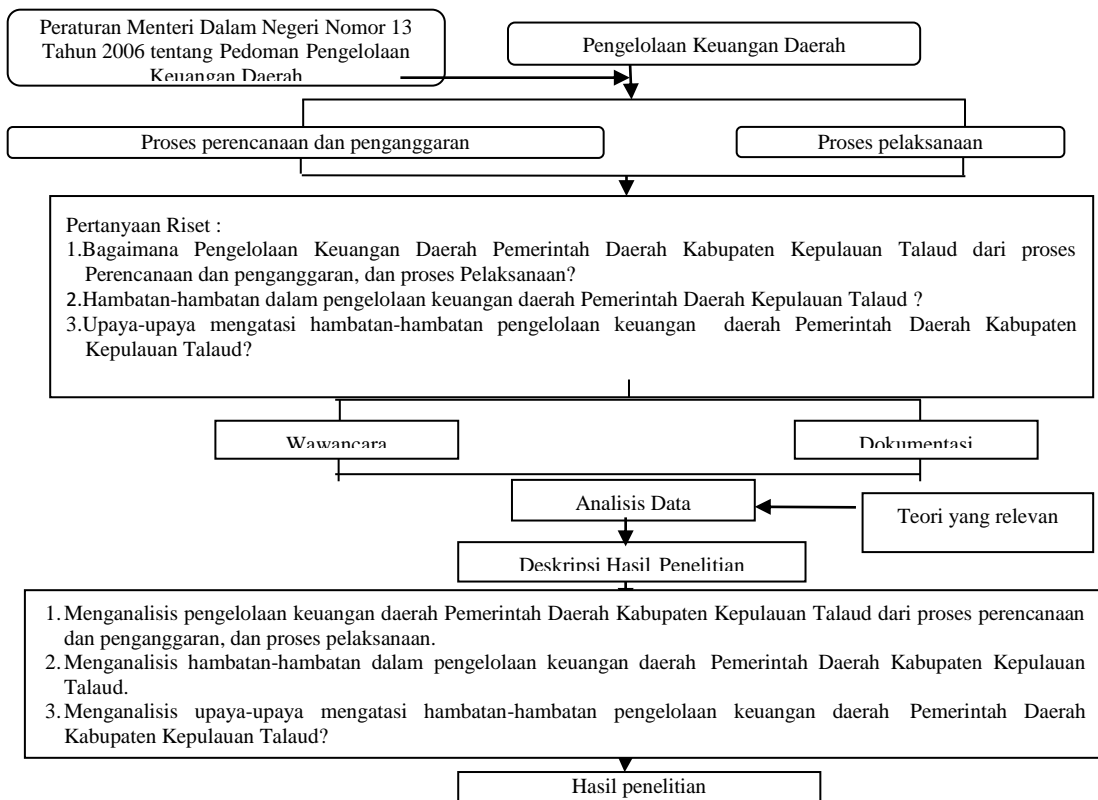 Peraturan Menteri Dalam Negeri Nomor 13
Tahun 2006 tentang Pedoman Pengelolaan
Keuangan Daerah
Pengelolaan Keuangan Daerah
Proses perencanaan dan penganggaran
Proses pelaksanaan
Pertanyaan Riset :
1.Bagaimana Pengelolaan Keuangan Daerah Pemerintah Daerah Kabupaten Kepulauan Talaud dari proses
Perencanaan dan penganggaran, dan proses Pelaksanaan?
2.Hambatan-hambatan dalam pengelolaan keuangan daerah Pemerintah Daerah Kepulauan Talaud ?
3.Upaya-upaya mengatasi hambatan-hambatan pengelolaan keuangan daerah Pemerintah Daerah Kabupaten
Kepulauan Talaud?
Wawancara
Dokumentasi
Analisis Data
Teori yang relevan
Deskripsi Hasil Penelitian
1. Menganalisis pengelolaan keuangan daerah Pemerintah Daerah Kabupaten Kepulauan Talaud dari proses perencanaan
dan penganggaran, dan proses pelaksanaan.
2. Menganalisis hambatan-hambatan dalam pengelolaan keuangan daerah Pemerintah Daerah Kabupaten Kepulauan
Talaud.
3. Menganalisis upaya-upaya mengatasi hambatan-hambatan pengelolaan keuangan daerah Pemerintah Daerah
Kabupaten Kepulauan Talaud?
Hasil penelitian